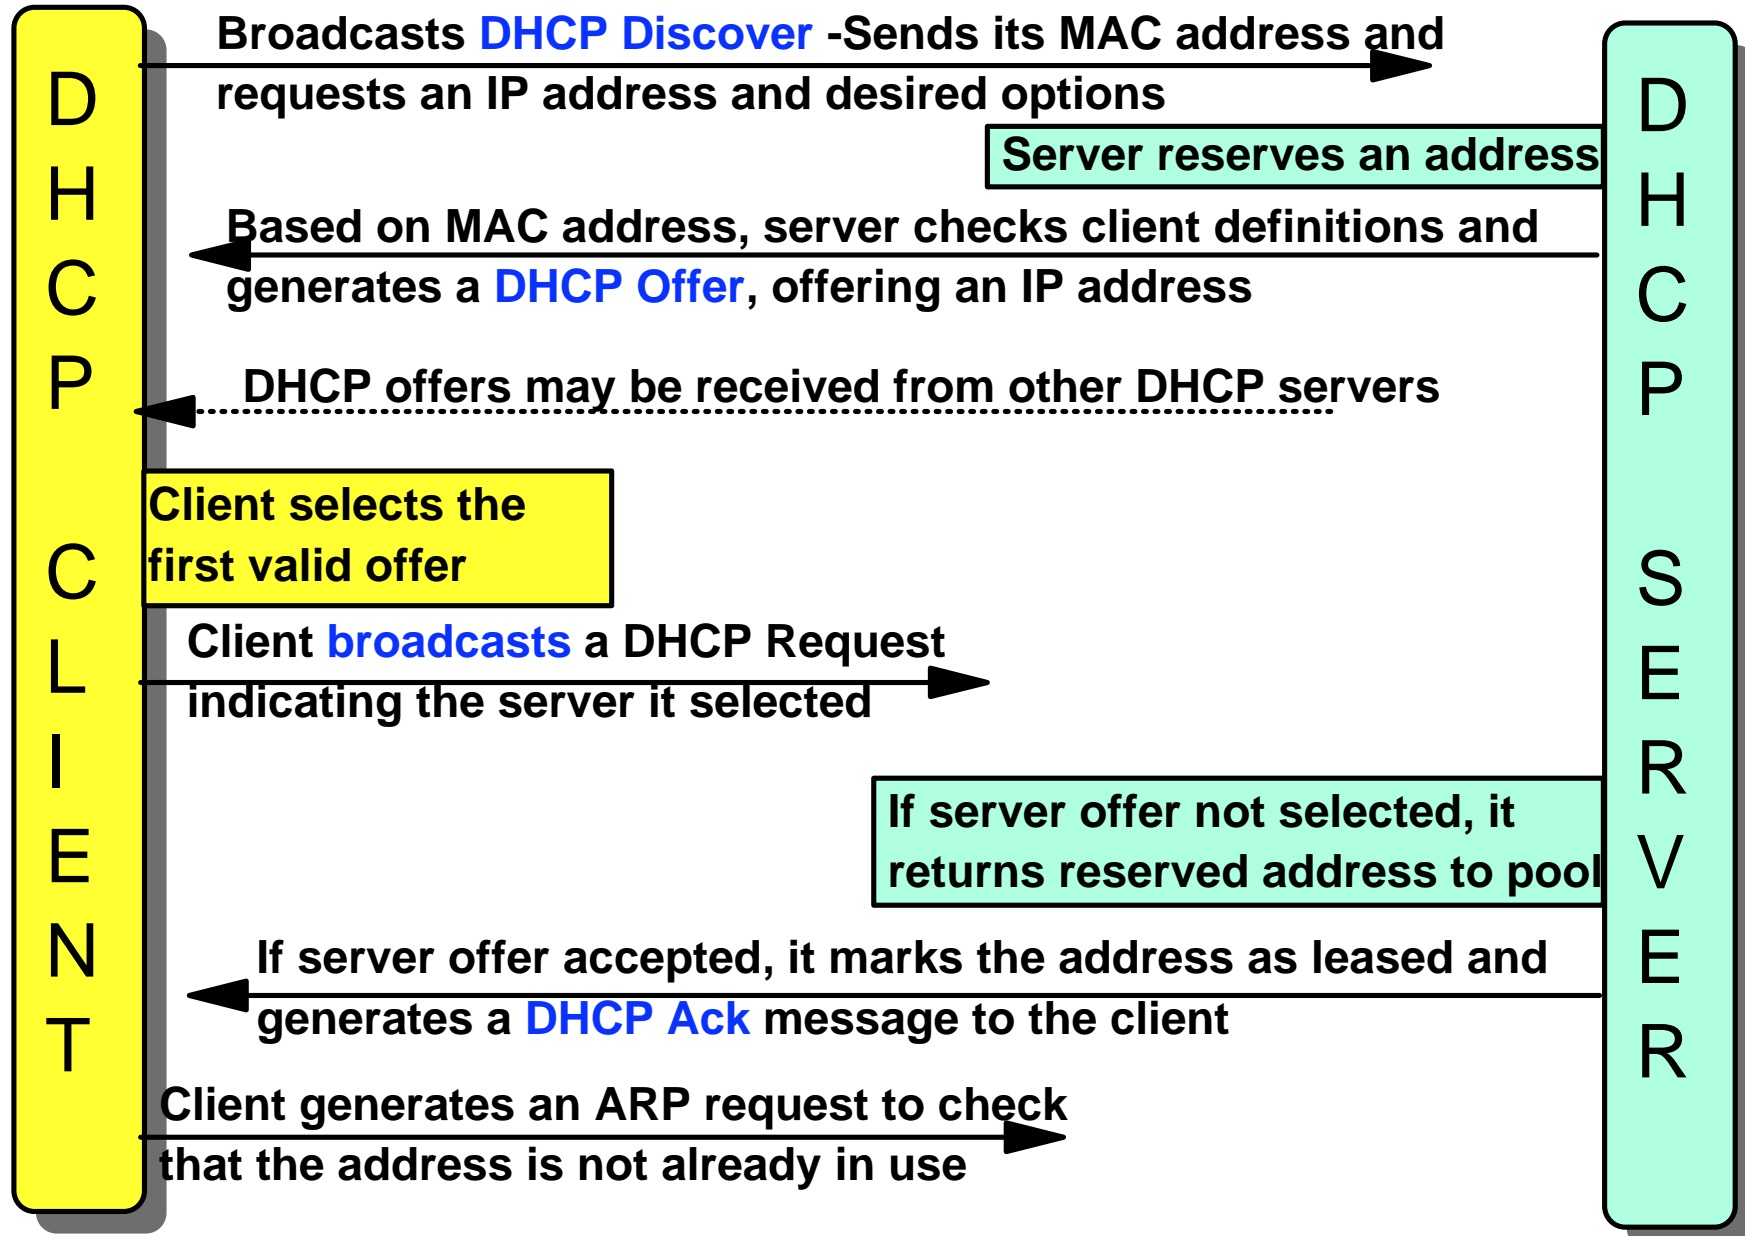 DHCP CLIENT
Broadcasts DHCP Discover -Sends its MAC address and
requests an IP address and desired options
Server reserves an address
Based on MAC address, server checks client definitions and
generates a DHCP Offer, offering an IP address
DHCP offers may be received from other DHCP servers
Client selects the
first valid offer
Client broadcasts a DHCP Request
indicating the server it selected
If server offer not selected, it
returns reserved address to pool
If server offer accepted, it marks the address as leased and
generates a DHCP Ack message to the client
Client generates an ARP request to check
that the address is not already in use
DHCP SERVER